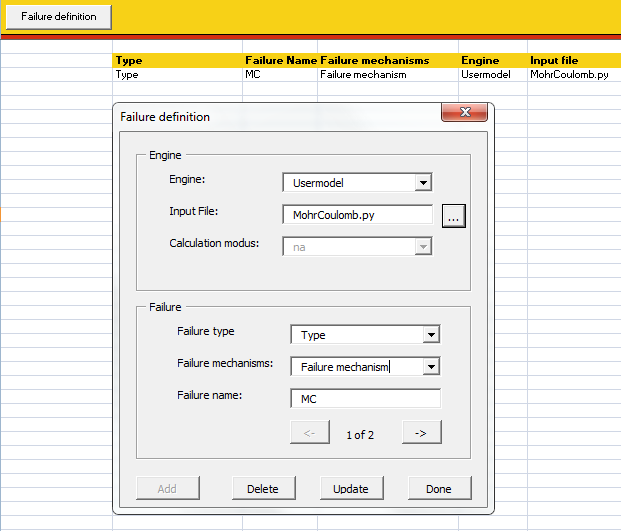 Failure definition
Type Failure Name Failure mechanisms Engine Input file
Type MC Failure mechanism Usermodel MohrCoulomb.py
Failure definition
Engine
Engine: Usermodel
Input File: MohrCoulomb.py ...
Calculation modus: na
Failure
Failure type Type
Failure mechanisms: Failure mechanism
Failure name: MC
<- 1 of 2 ->
Add Delete Update Done